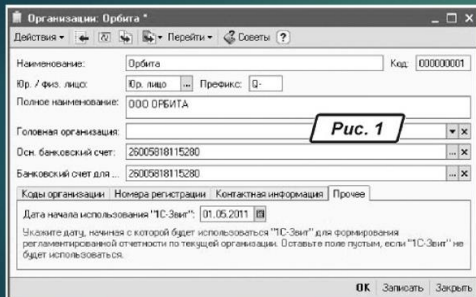 Организации: Орбита *
Действия Перейти Советы ?
Наименование: Орбита Код: 000000001
Юр. / физ. лицо: Юр. лицо ... Префикс: Q-
Полное наименование: ООО ОРБИТА
Рис. 1
Головная организация:
Осн. банковский счет: 26005818115280 ... ×
Банковский счет для ... 26005818115280 ... ×
Коды организации Номера регистрации Контактная информация Прочее
Дата начала использования "1С-Звит": 01.05.2011
Укажите дату, начиная с которой будет использоваться "1С-Звит" для формирования
регламентированной отчетности по текущей организации. Оставьте поле пустым, если "1С-Звит" не
будет использоваться.
OK Записать Закрыть